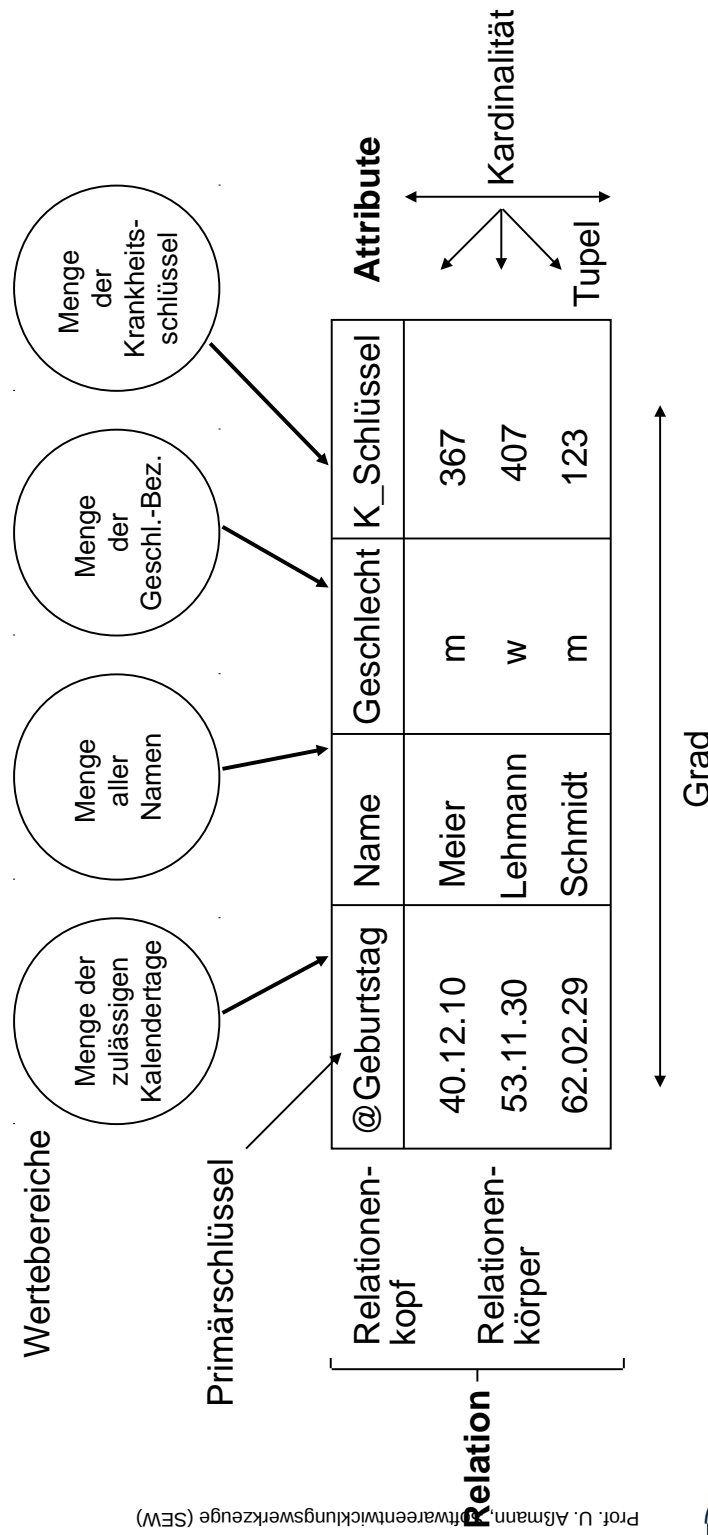 Wertebereiche
Menge der
zulässigen
Kalendertage
Menge
aller
Namen
Menge
der
Geschl.-Bez.
Menge
der
Krankheits-
schlüssel
Primärschlüssel
Relation
Relationen-
kopf
@Geburtstag Name Geschlecht K_Schlüssel
Attribute
Relationen-
körper
40.12.10 Meier m 367
53.11.30 Lehmann w 407
62.02.29 Schmidt m 123
Tupel
Kardinalität
Grad
Prof. U. Aßmann, Softwareentwicklungswerkzeuge (SEW)